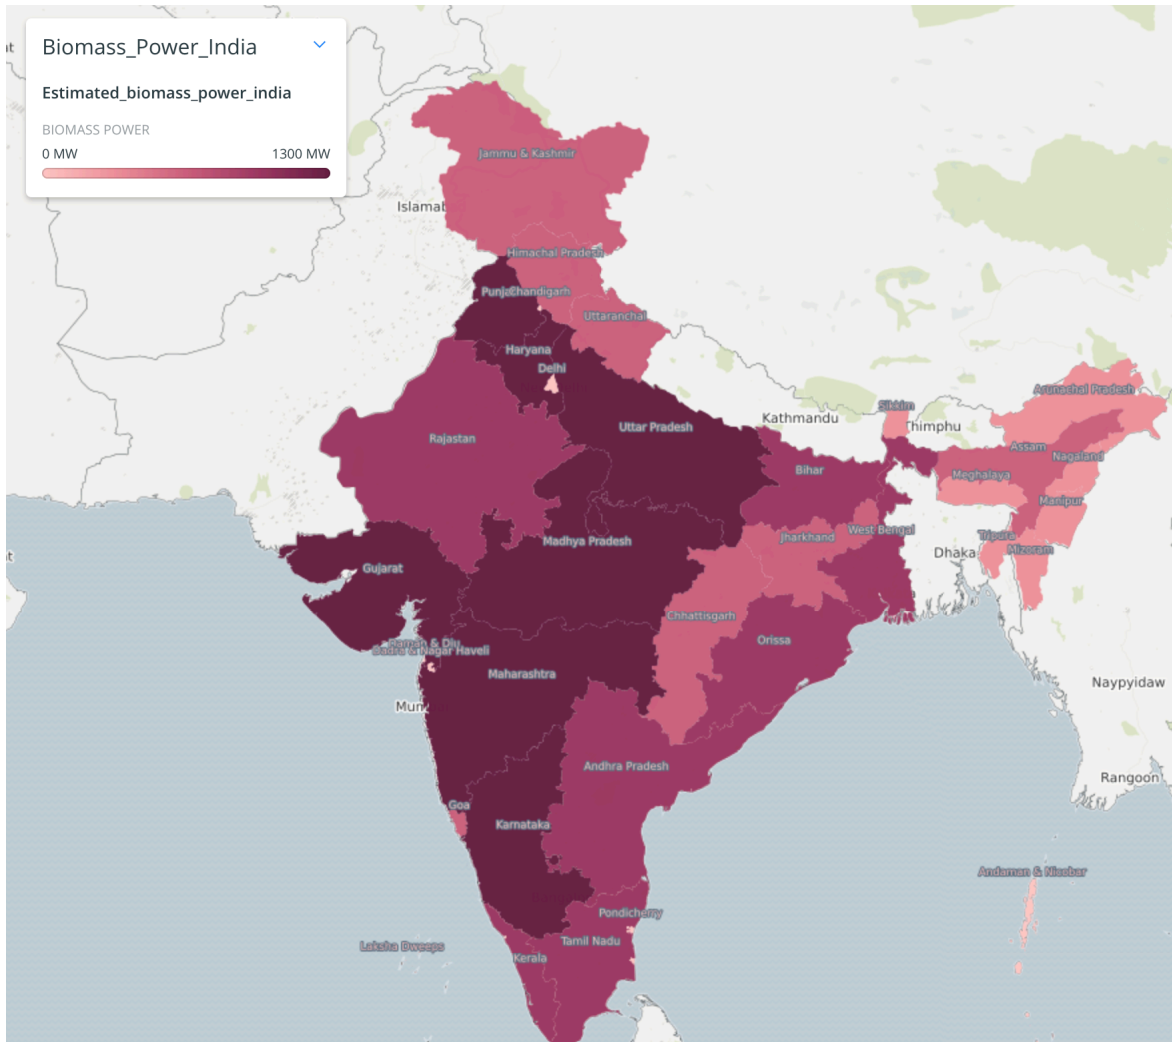 Biomass_Power_India
Estimated_biomass_power_india
BIOMASS POWER
0 MW 1300 MW
Jammu & Kashmir
Islamab
Himachal Pradesh
Chandigarh
Uttaranchal
Haryana
Delhi
Arunachal Pradesh
Sikkim
Kathmandu
Thimphu
Uttar Pradesh
Rajastan
Assam
Nagaland
Bihar
Meghalaya
Manipur
West Bengal
Jharkhand
Tripura
Madhya Pradesh
Mizoram
Dhaka
Gujarat
Chhattisgarh
Orissa
Daman & Diu
Dadra & Nagar Haveli
Maharashtra
Naypyidaw
Andhra Pradesh
Rangoon
Goa
Karnataka
Andaman & Nicobar
Pondicherry
Tamil Nadu
Laksha Dweeps
Kerala